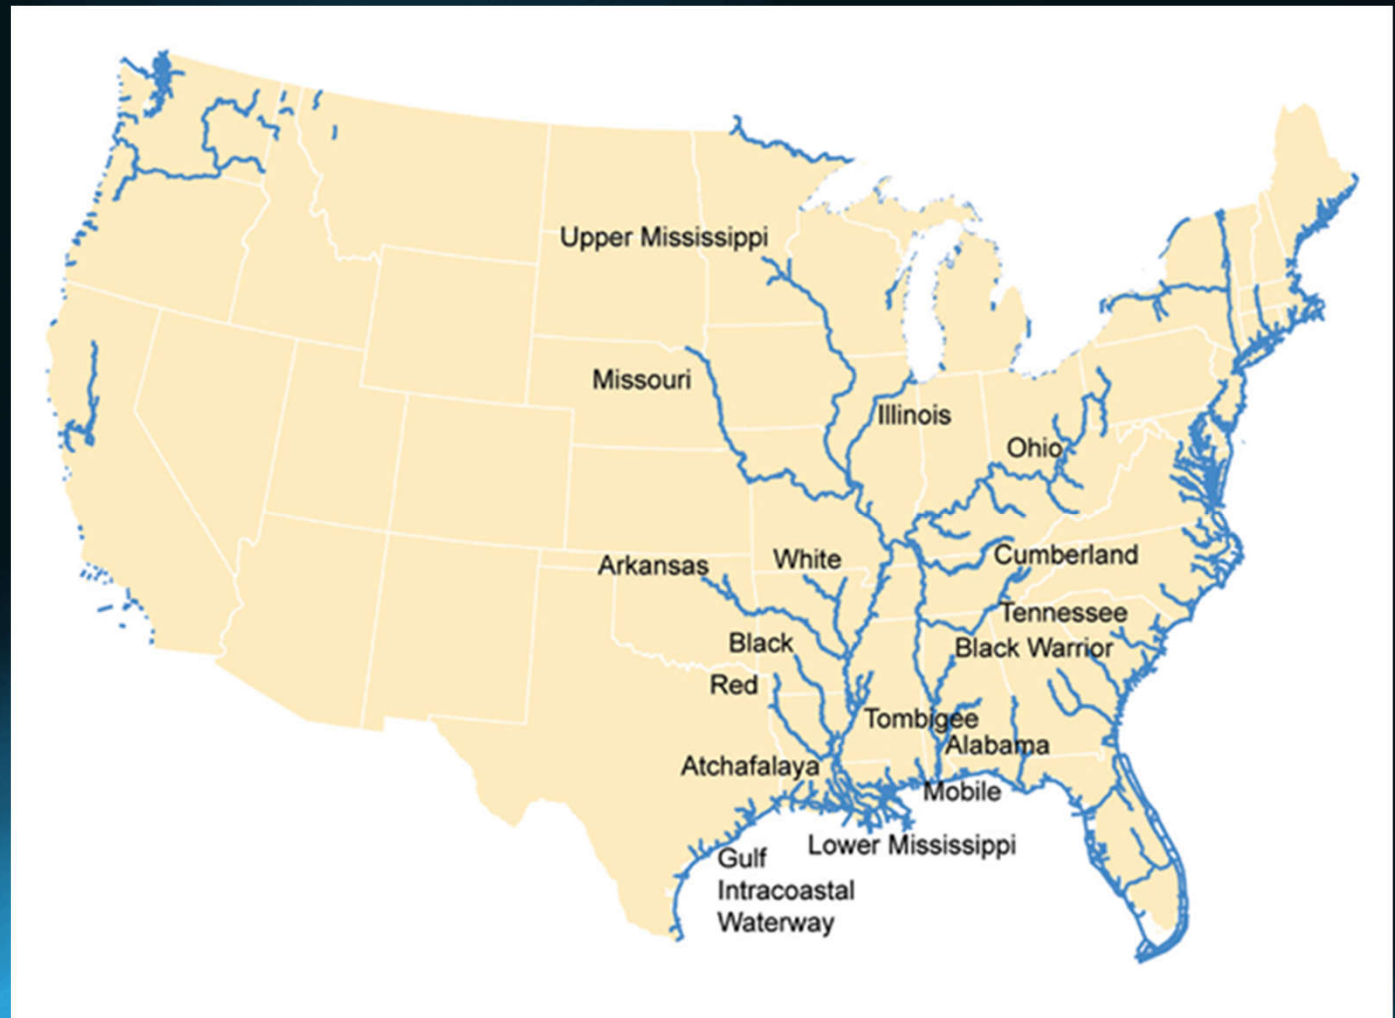 Upper Mississippi
Missouri
Illinois
Ohio
Arkansas
White
Cumberland
Tennessee
Black
Black Warrior
Red
Tombigee
Alabama
Atchafalaya
Mobile
Lower Mississippi
Gulf
Intracoastal
Waterway